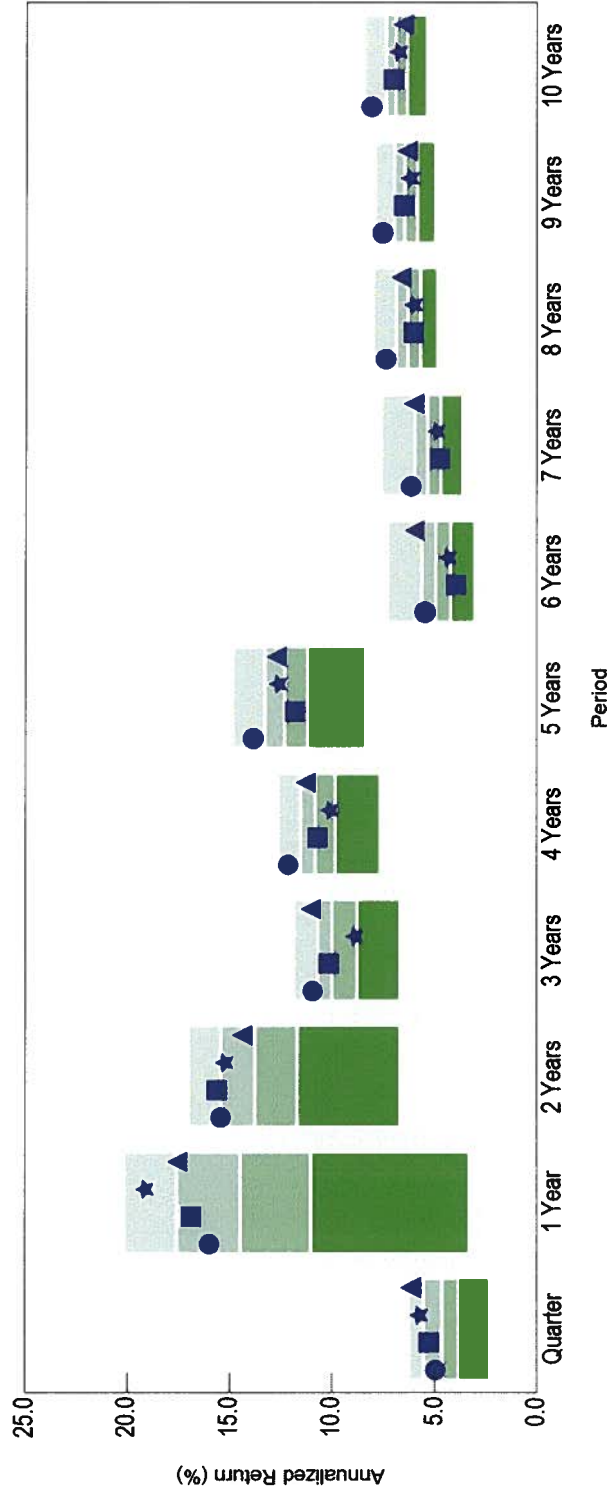 25.0
20.0
15.0
10.0
5.0
0.0
Annualized Return (%)
Quarter
1 Year
2 Years
3 Years
4 Years
5 Years
6 Years
7 Years
8 Years
9 Years
10 Years
Period